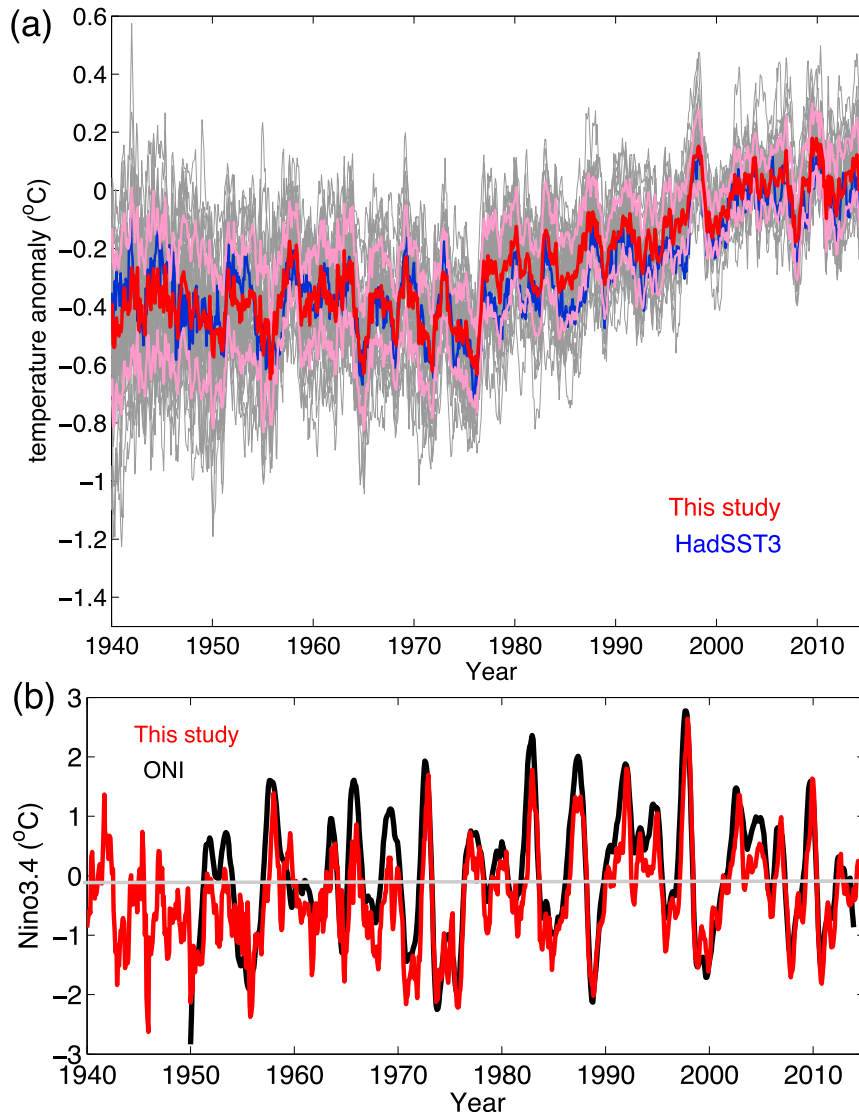 (a)
temperature anomaly (°C)
0.6
0.4
0.2
0
−0.2
−0.4
−0.6
−0.8
−1
−1.2
−1.4
This study
HadSST3
1940 1950 1960 1970 1980 1990 2000 2010
Year
(b)
Nino3.4 (°C)
3
2
1
0
−1
−2
−3
This study
ONI
1940 1950 1960 1970 1980 1990 2000 2010
Year